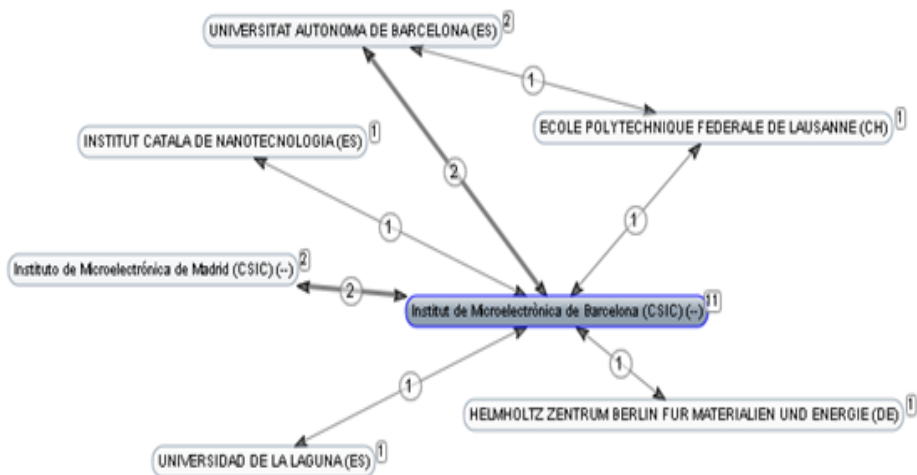 UNIVERSITAT AUTONOMA DE BARCELONA (ES) 2
1
ECOLE POLYTECHNIQUE FEDERALE DE LAUSANNE (CH) 1
INSTITUT CATALA DE NANOTECNOLOGIA (ES) 1
2
1
1
Instituto de Microelectrónica de Madrid (CSIC) (--) 2
2
Institut de Microelectrònica de Barcelona (CSIC) (--) 11
1
1
HELMHOLTZ ZENTRUM BERLIN FUR MATERIALIEN UND ENERGIE (DE) 1
UNIVERSIDAD DE LA LAGUNA (ES) 1